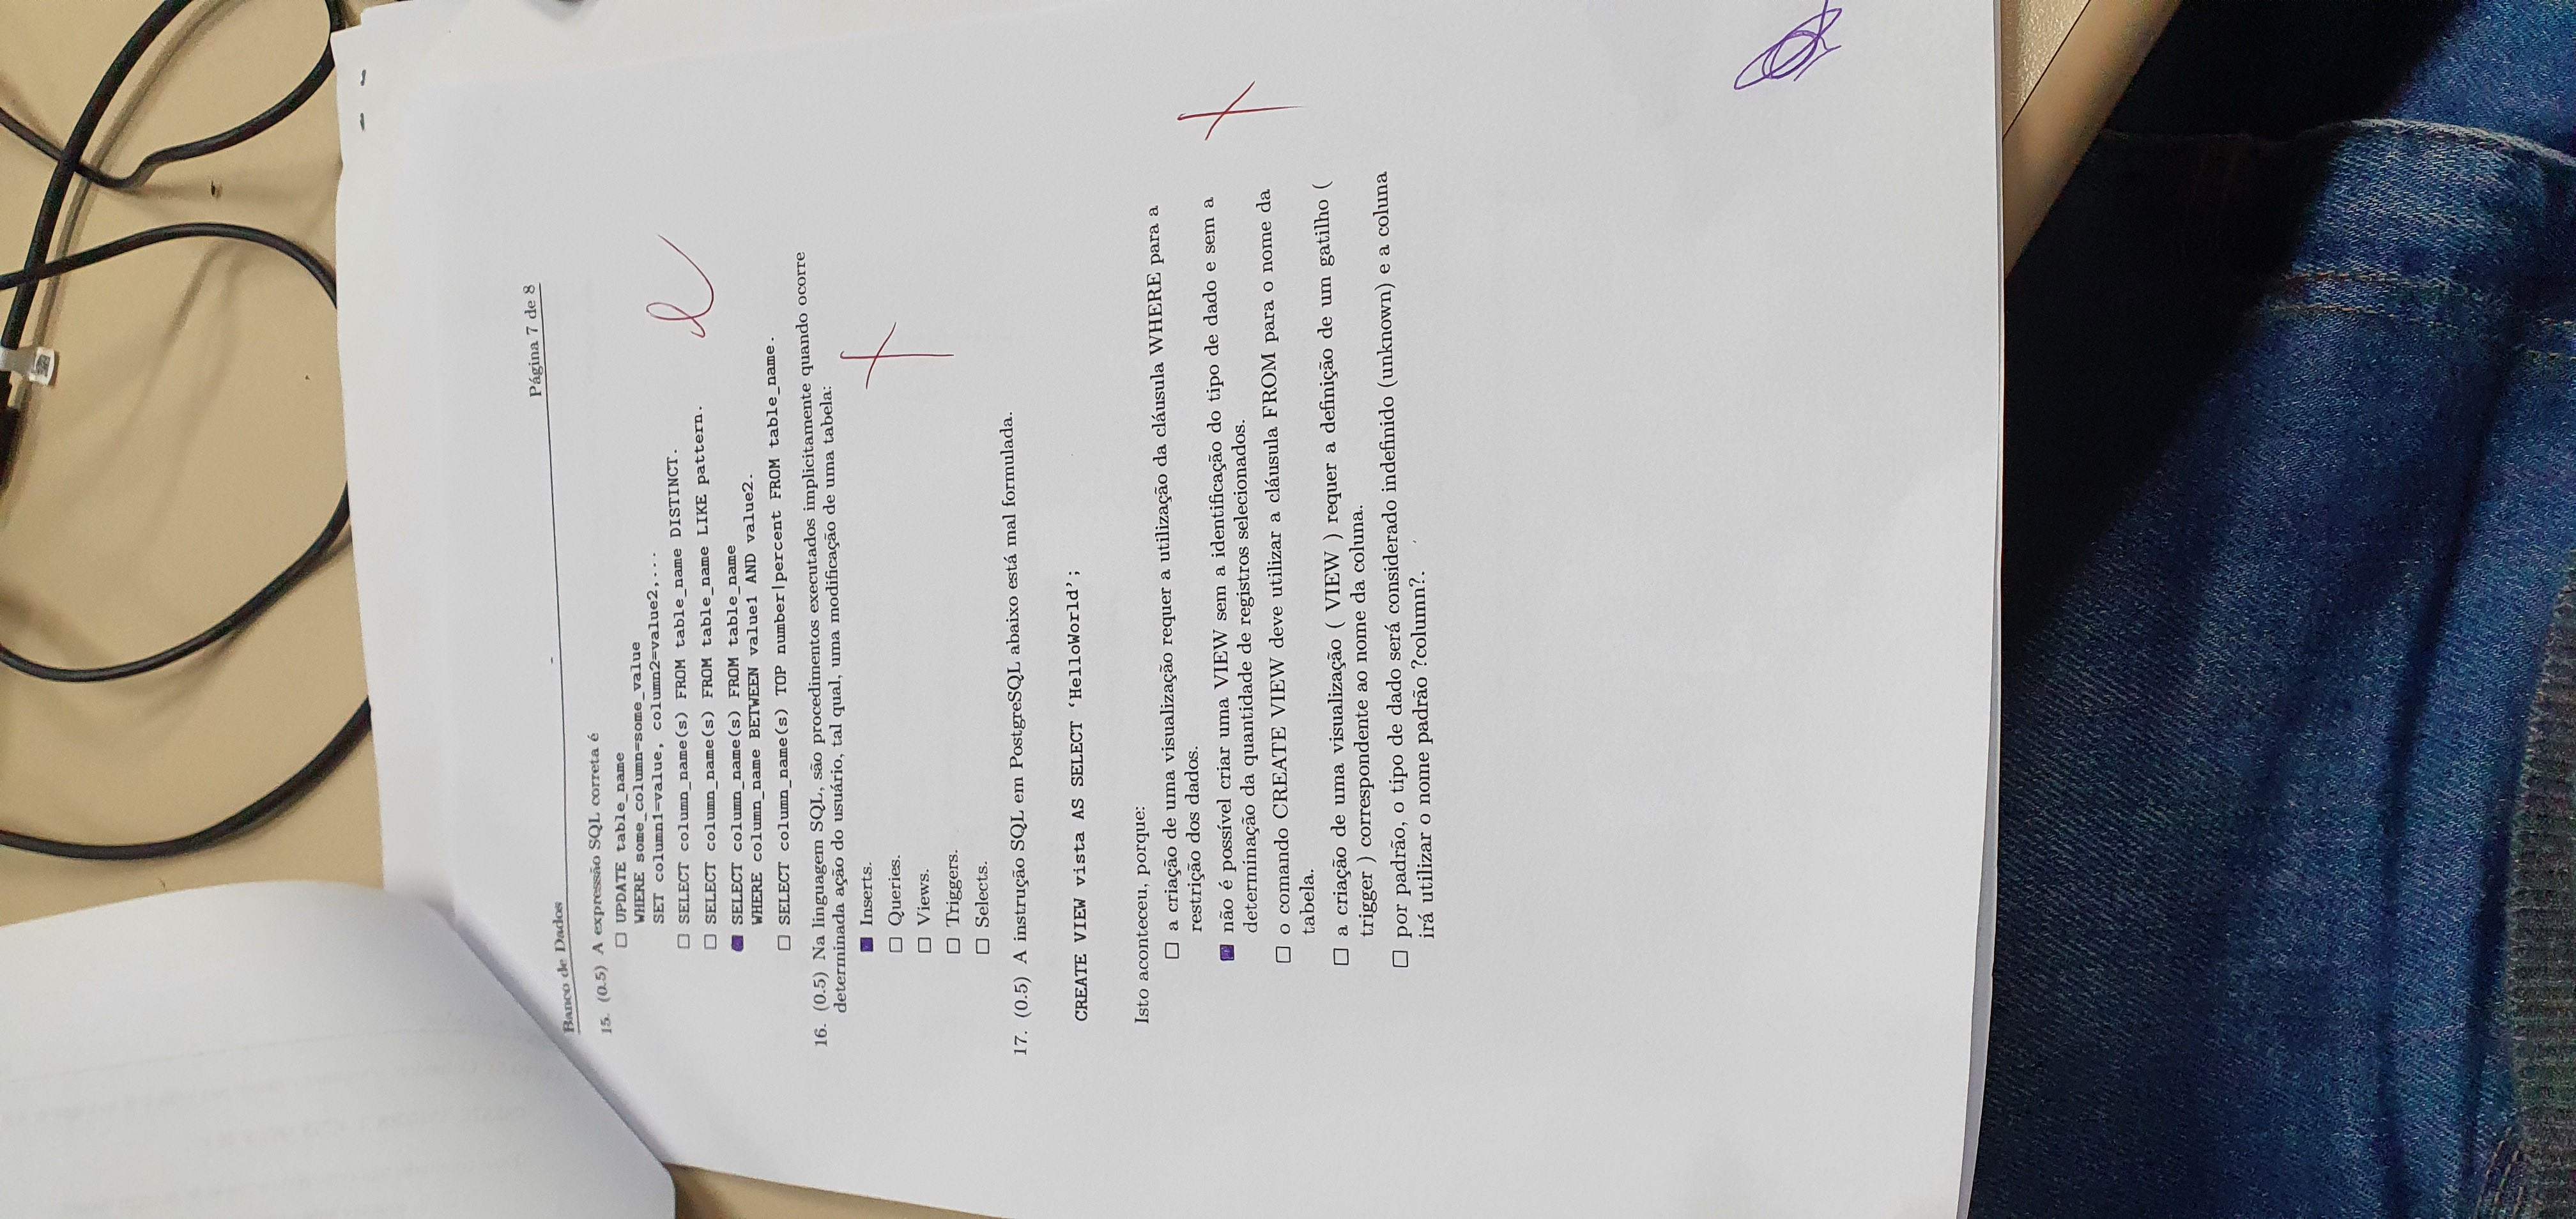 Banco de Dados
Página 7 de 8
15. (0.5) A expressão SQL correta é
UPDATE table_name
WHERE some_column=some_value
SET column1=value, column2=value2,...
SELECT column_name(s) FROM table_name DISTINCT.
SELECT column_name(s) FROM table_name LIKE pattern.
SELECT column_name(s) FROM table_name
WHERE column_name BETWEEN value1 AND value2.
SELECT column_name(s) TOP number|percent FROM table_name.
16. (0.5) Na linguagem SQL, são procedimentos executados implicitamente quando ocorre
determinada ação do usuário, tal qual, uma modificação de uma tabela:
Inserts.
Queries.
Views.
Triggers.
Selects.
17. (0.5) A instrução SQL em PostgreSQL abaixo está mal formulada.
CREATE VIEW vista AS SELECT ‘HelloWorld’;
Isto aconteceu, porque:
a criação de uma visualização requer a utilização da cláusula WHERE para a
restrição dos dados.
não é possível criar uma VIEW sem a identificação do tipo de dado e sem a
determinação da quantidade de registros selecionados.
o comando CREATE VIEW deve utilizar a cláusula FROM para o nome da
tabela.
a criação de uma visualização ( VIEW ) requer a definição de um gatilho (
trigger ) correspondente ao nome da coluna.
por padrão, o tipo de dado será considerado indefinido (unknown) e a coluna
irá utilizar o nome padrão ?column?.